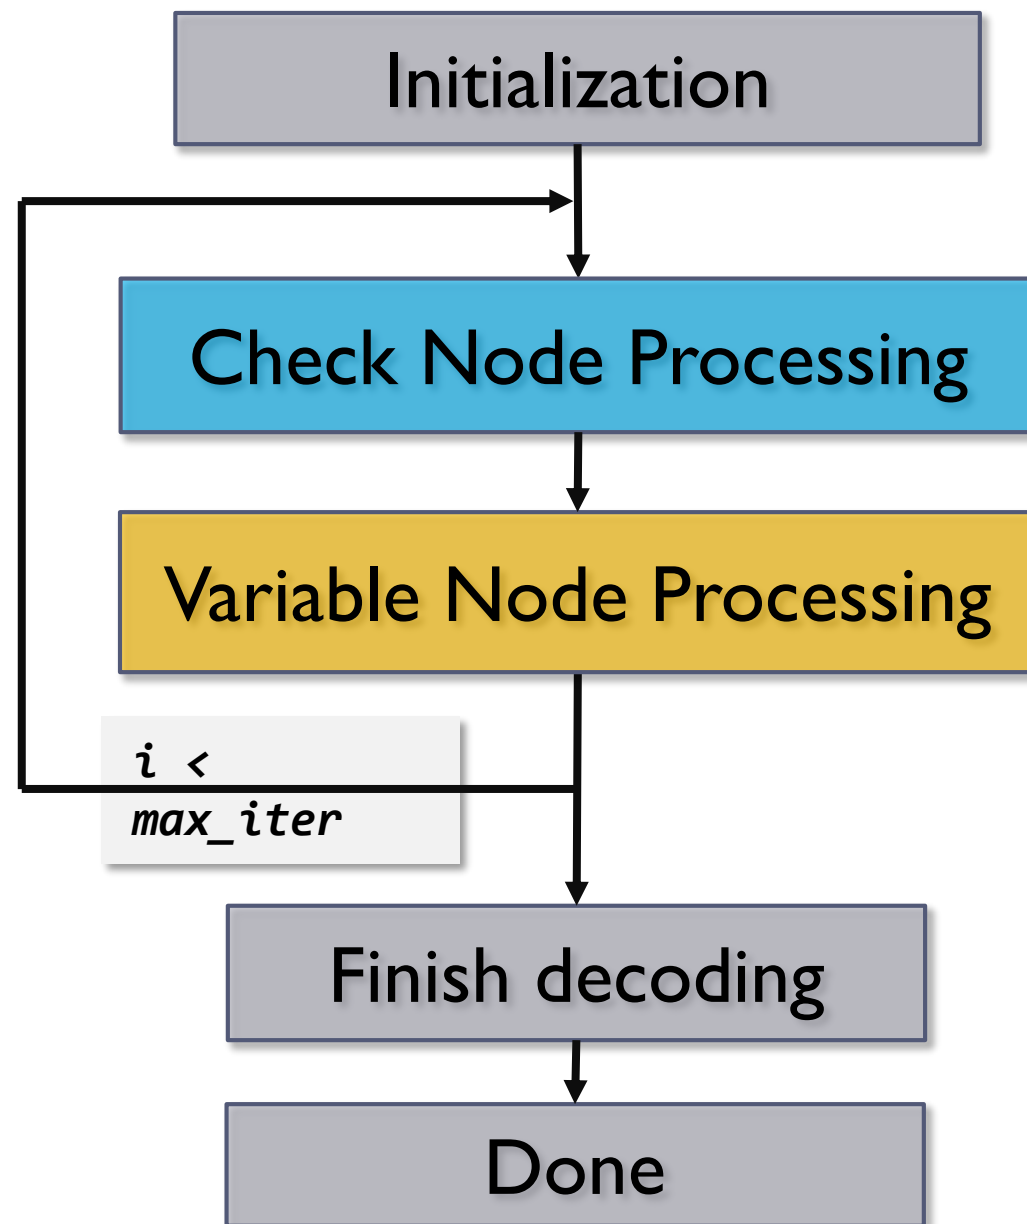 Initialization
Check Node Processing
Variable Node Processing
i <
max_iter
Finish decoding
Done